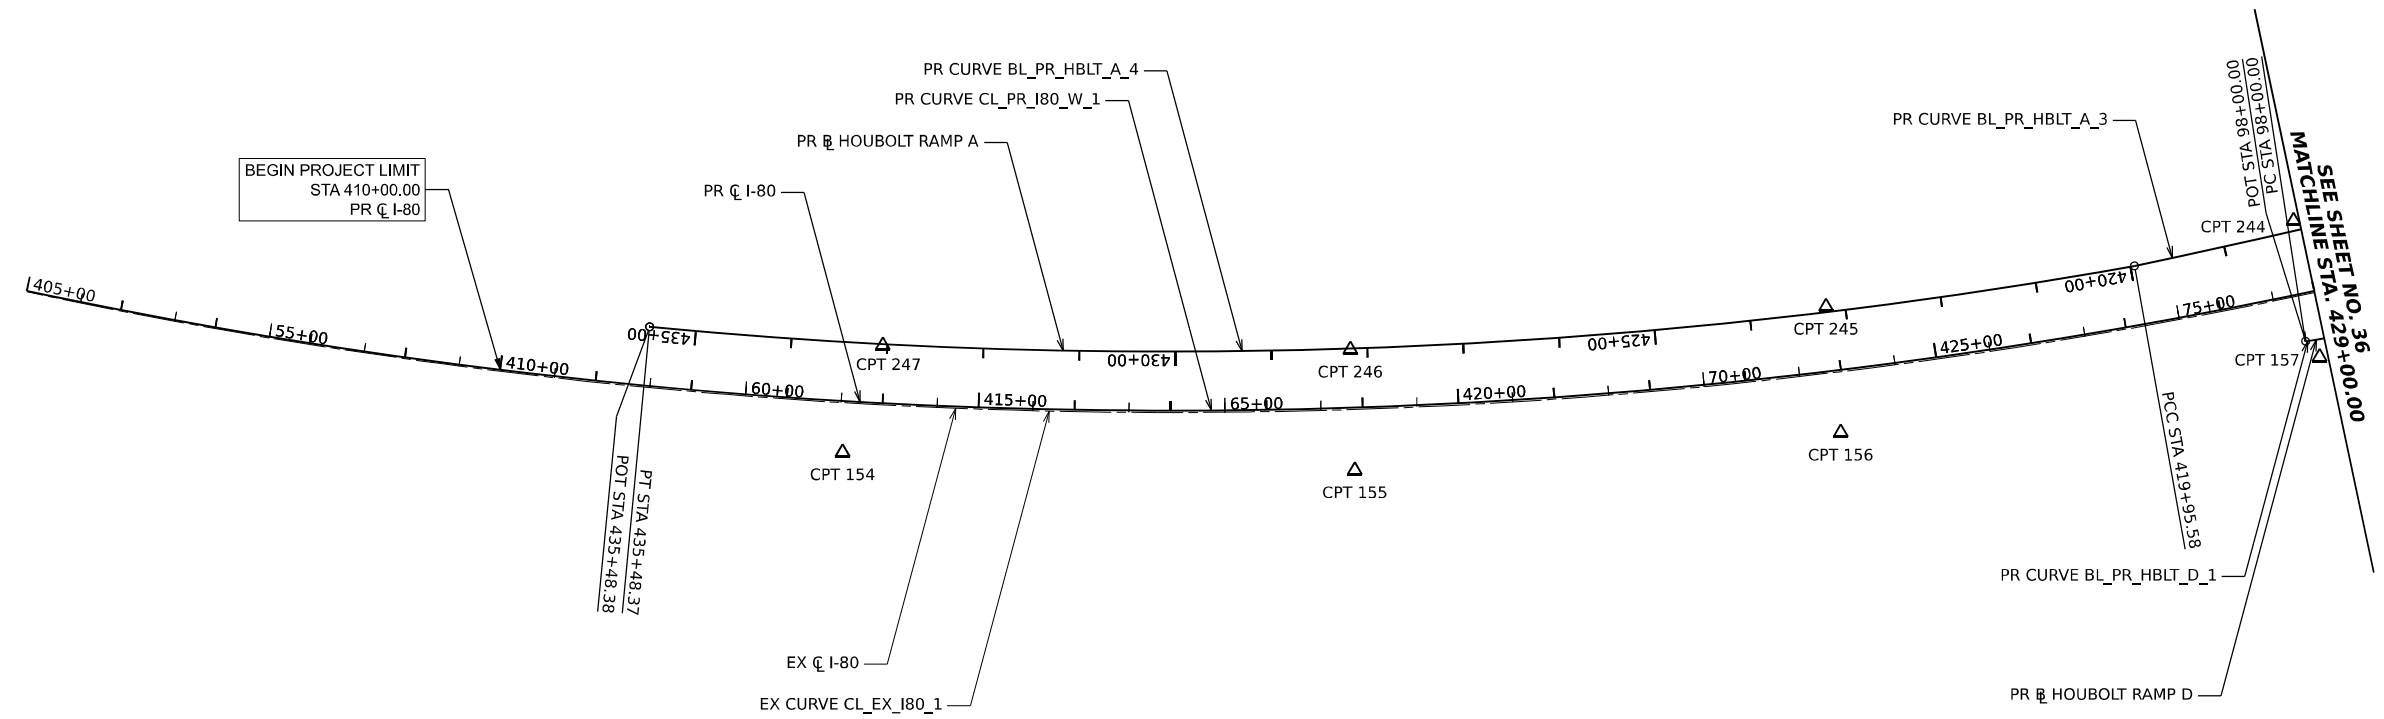 PR CURVE BL_PR_HBLT_A_4
PR CURVE CL_PR_I80_W_1
PR ⅊ HOUBOLT RAMP A
PR ℄ I-80
BEGIN PROJECT LIMIT
STA 410+00.00
PR ℄ I-80
PR CURVE BL_PR_HBLT_A_3
POT STA 98+00.00
PC STA 98+00.00
SEE SHEET NO. 36
MATCHLINE STA. 429+00.00
CPT 244
405+00
55+00
410+00
60+00
415+00
65+00
420+00
70+00
425+00
75+00
435+00
430+00
425+00
420+00
CPT 247
CPT 246
CPT 245
CPT 157
CPT 154
CPT 155
CPT 156
POT STA 435+48.38
PT STA 435+48.37
PCC STA 419+95.58
PR CURVE BL_PR_HBLT_D_1
EX ℄ I-80
EX CURVE CL_EX_I80_1
PR ⅊ HOUBOLT RAMP D